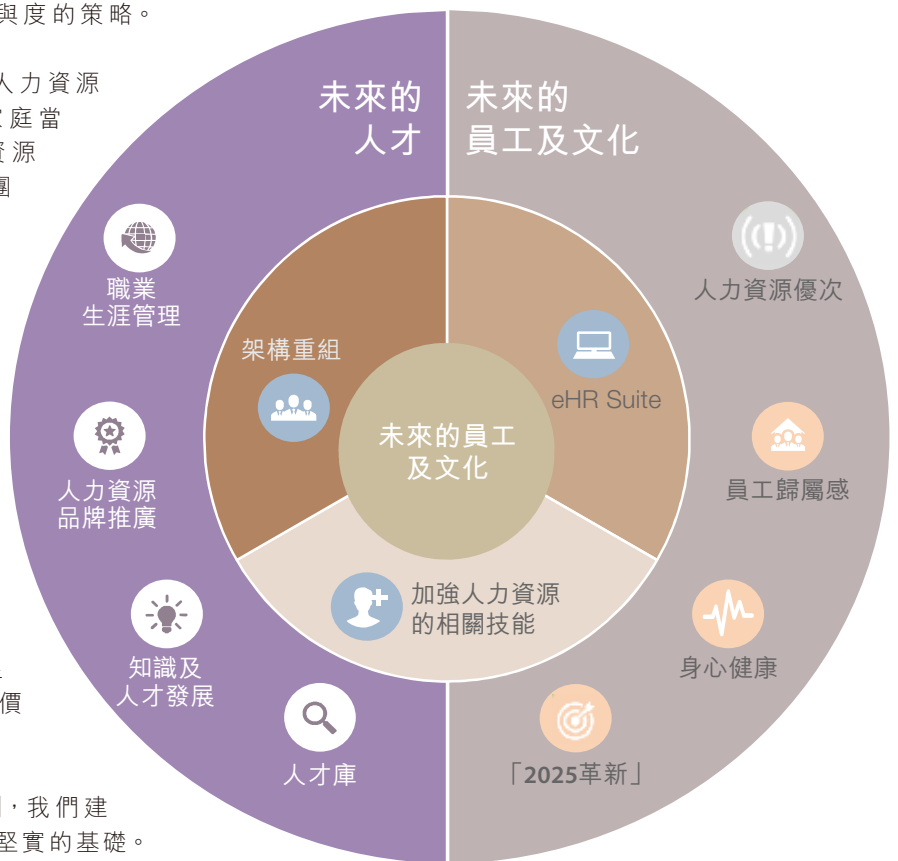 與度的策略。
人力資源
庭當
資源
團
未來的
人才
未來的
員工及文化
職業
生涯管理
人力資源
品牌推廣
知識及
人才發展
人才庫
架構重組
eHR Suite
未來的員工
及文化
加強人力資源
的相關技能
人力資源優次
員工歸屬感
身心健康
「2025革新」
價
，我們建
堅實的基礎。